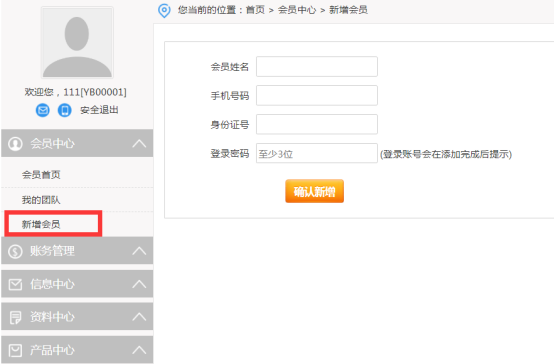 您当前的位置：首页 > 会员中心 > 新增会员
欢迎您，111[YB00001]
安全退出
会员中心
会员首页
我的团队
新增会员
账务管理
信息中心
资料中心
产品中心
会员姓名
手机号码
身份证号
登录密码 至少3位 (登录账号会在添加完成后提示)
确认新增